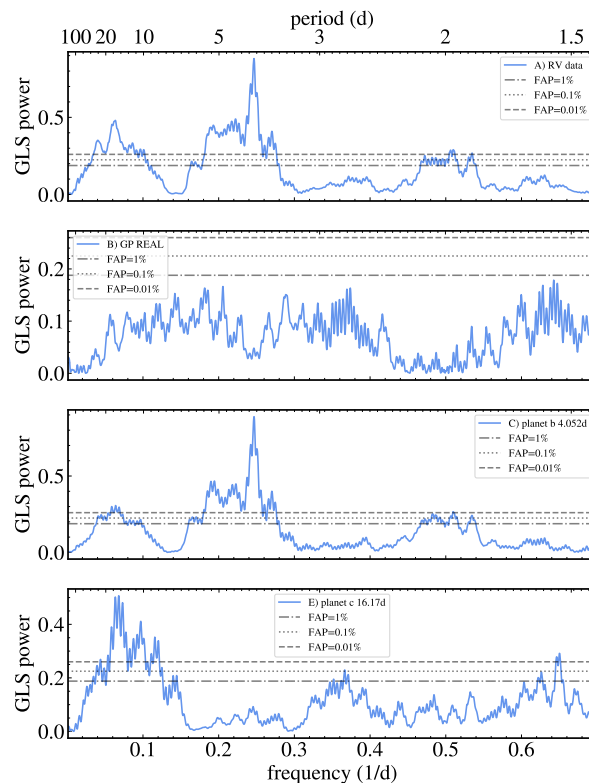 period (d)
100 20 10 5 3 2 1.5
GLS power
0.5
0.0
A) RV data
FAP=1%
FAP=0.1%
FAP=0.01%
GLS power
0.2
0.1
0.0
B) GP REAL
FAP=1%
FAP=0.1%
FAP=0.01%
GLS power
0.5
0.0
C) planet b 4.052d
FAP=1%
FAP=0.1%
FAP=0.01%
GLS power
0.4
0.2
0.0
E) planet c 16.17d
FAP=1%
FAP=0.1%
FAP=0.01%
0.1 0.2 0.3 0.4 0.5 0.6
frequency (1/d)